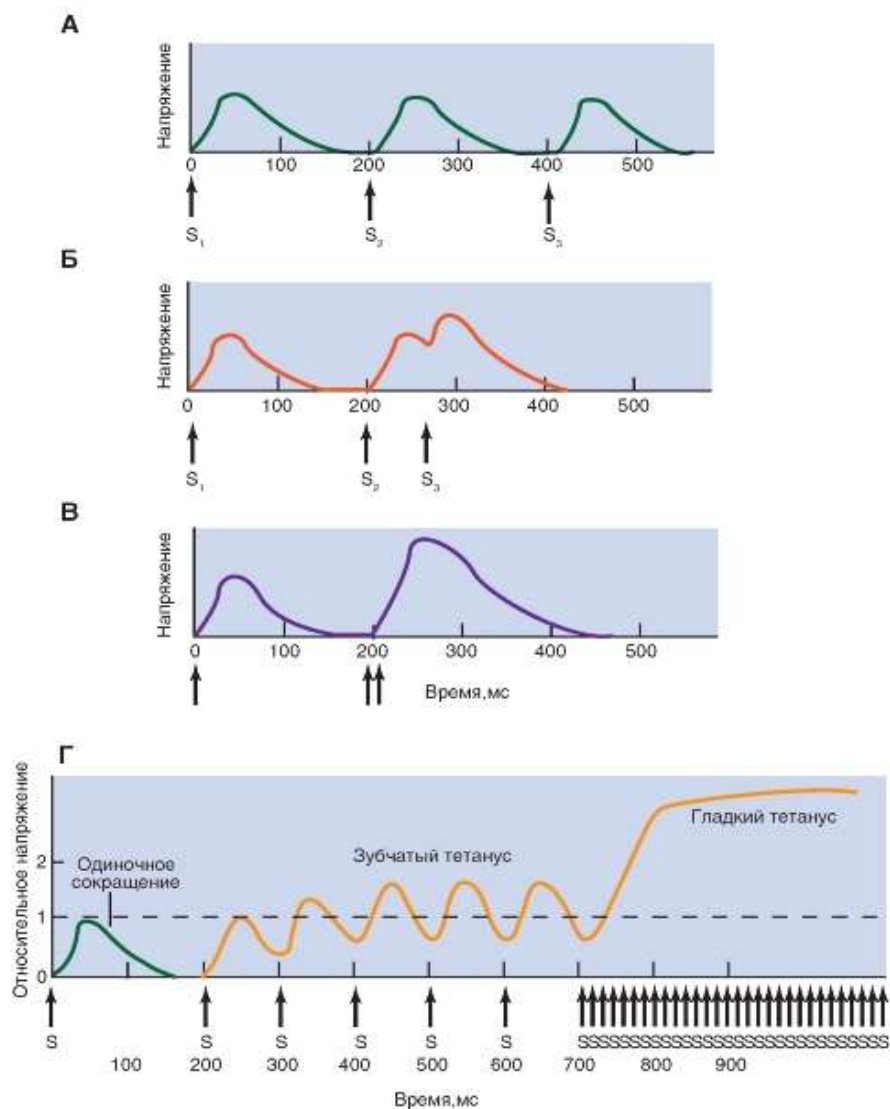 А
Напряжение
0 100 200 300 400 500
S₁ S₂ S₃
Б
Напряжение
0 100 200 300 400 500
S₁ S₂ S₃
В
Напряжение
0 100 200 300 400 500
Время,мс
Г
Относительное напряжение
2
1
0
Одиночное
сокращение
Зубчатый тетанус
Гладкий тетанус
S S S S S S SSSSSSSSSSSSSSSSSSSSSSSSSSSSS
100 200 300 400 500 600 700 800 900
Время,мс